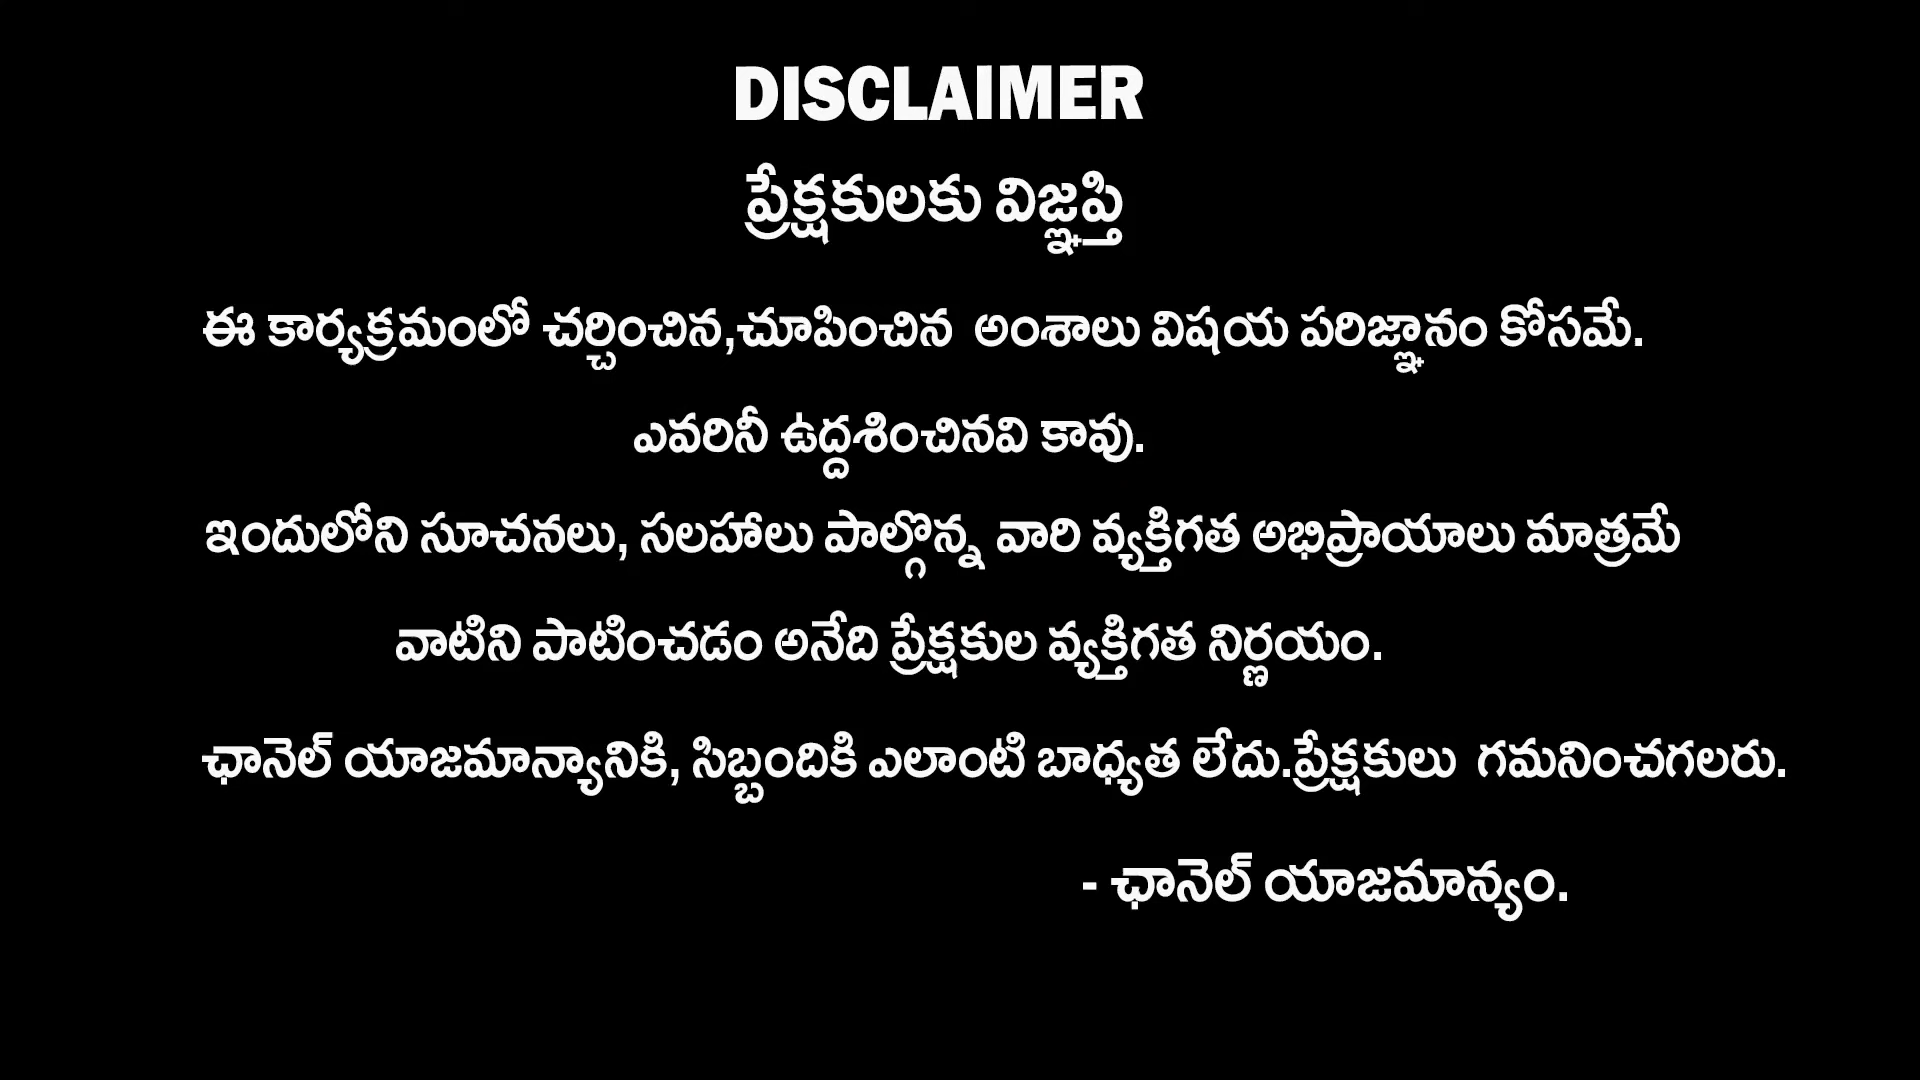 DISCLAIMER
ప్రేక్షకులకు విజ్ఞప్తి
ఈ కార్యక్రమంలో చర్చించిన,చూపించిన అంశాలు విషయ పరిజ్ఞానం కోసమే.
ఎవరినీ ఉద్దశించినవి కావు.
ఇందులోని సూచనలు, సలహాలు పాల్గొన్న వారి వ్యక్తిగత అభిప్రాయాలు మాత్రమే
వాటిని పాటించడం అనేది ప్రేక్షకుల వ్యక్తిగత నిర్ణయం.
ఛానెల్ యాజమాన్యానికి, సిబ్బందికి ఎలాంటి బాధ్యత లేదు.ప్రేక్షకులు గమనించగలరు.
- ఛానెల్ యాజమాన్యం.